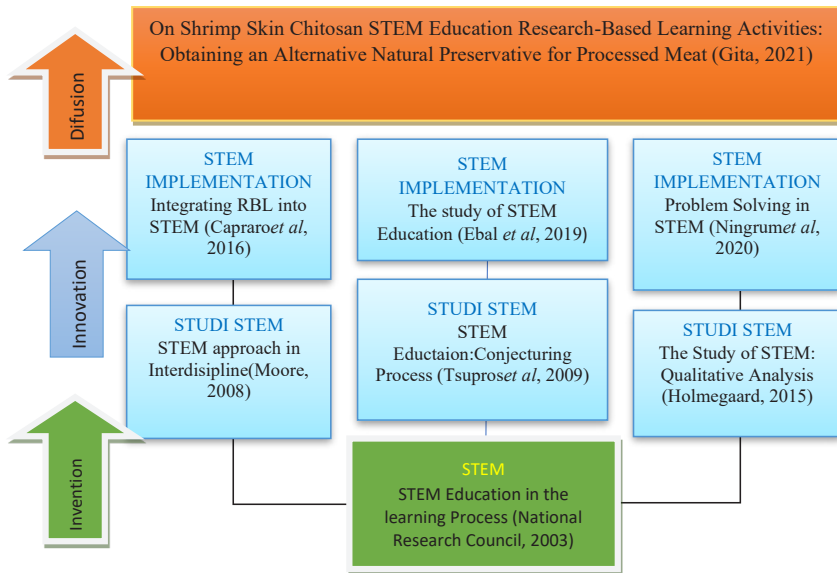 On Shrimp Skin Chitosan STEM Education Research-Based Learning Activities:
Obtaining an Alternative Natural Preservative for Processed Meat (Gita, 2021)
Difusion
STEM
IMPLEMENTATION
Integrating RBL into
STEM (Capraroet al,
2016)
STEM
IMPLEMENTATION
The study of STEM
Education (Ebal et al, 2019)
STEM
IMPLEMENTATION
Problem Solving in
STEM (Ningrumet al,
2020)
Innovation
STUDI STEM
STEM approach in
Interdisipline(Moore,
2008)
STUDI STEM
STEM
Eductaion:Conjecturing
Process (Tsuproset al, 2009)
STUDI STEM
The Study of STEM:
Qualitative Analysis
(Holmegaard, 2015)
Invention
STEM
STEM Education in the
learning Process (National
Research Council, 2003)